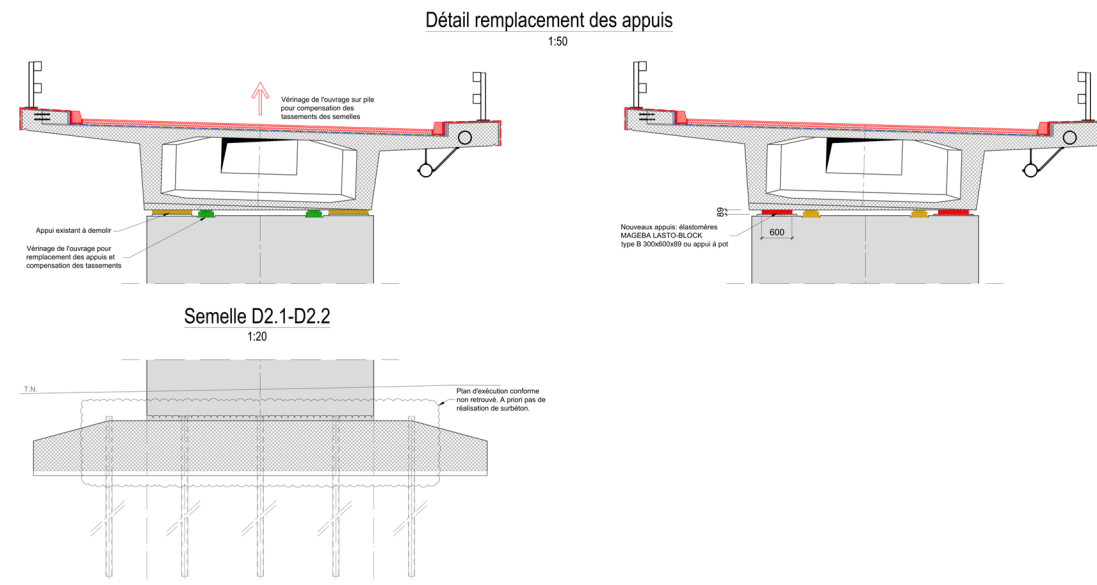 Détail remplacement des appuis
1:50
Vérinage de l'ouvrage sur pile
pour compensation des
tassements des semelles
Appui existant à demolir
Vérinage de l'ouvrage pour
remplacement des appuis et
compensation des tassements
89
600
Nouveaux appuis: élastomères
MAGEBA LASTO-BLOCK
type B 300x600x89 ou appui à pot
Semelle D2.1-D2.2
1:20
T.N.
Plan d'exécution conforme
non retrouvé. A priori pas de
réalisation de surbéton.